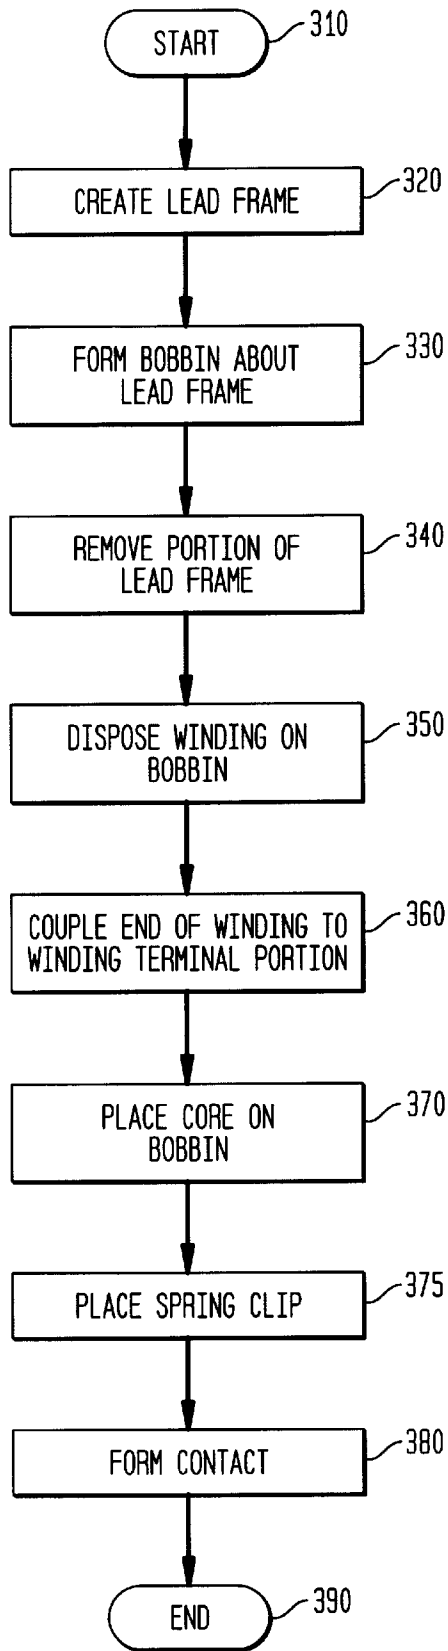 START
310
CREATE LEAD FRAME
320
FORM BOBBIN ABOUT
LEAD FRAME
330
REMOVE PORTION OF
LEAD FRAME
340
DISPOSE WINDING ON
BOBBIN
350
COUPLE END OF WINDING TO
WINDING TERMINAL PORTION
360
PLACE CORE ON
BOBBIN
370
PLACE SPRING CLIP
375
FORM CONTACT
380
END
390